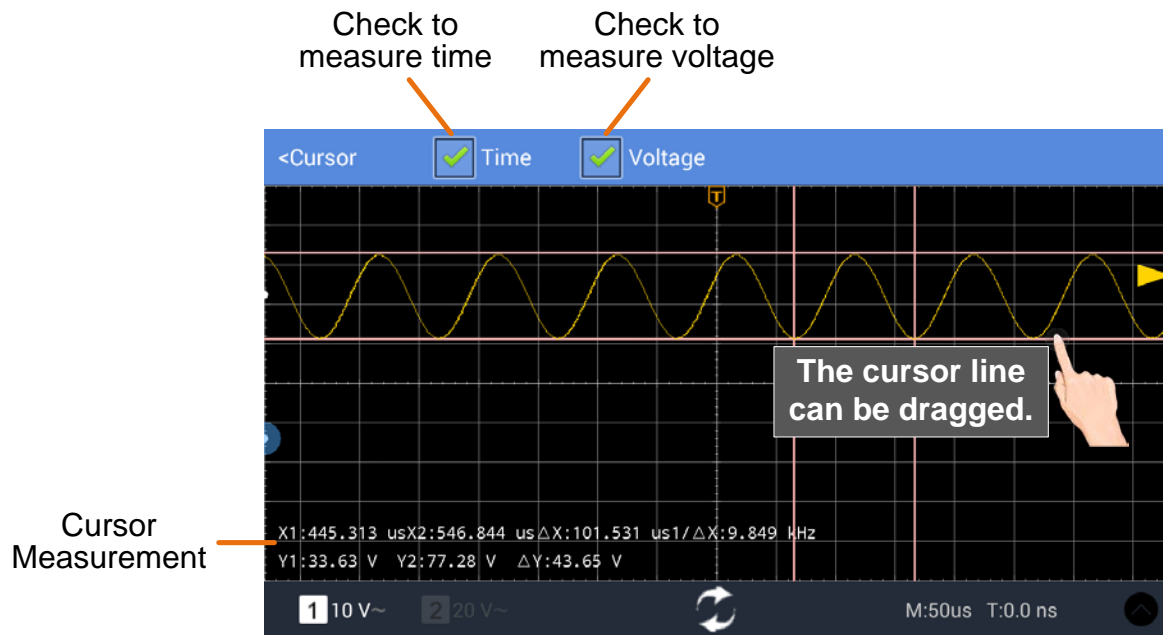 Check to
measure time
Check to
measure voltage
<Cursor
Time
Voltage
T
The cursor line
can be dragged.
Cursor
Measurement
X1:445.313 usX2:546.844 us△X:101.531 us1/△X:9.849 kHz
Y1:33.63 V Y2:77.28 V △Y:43.65 V
1 10 V~ 2 20 V~ M:50us T:0.0 ns